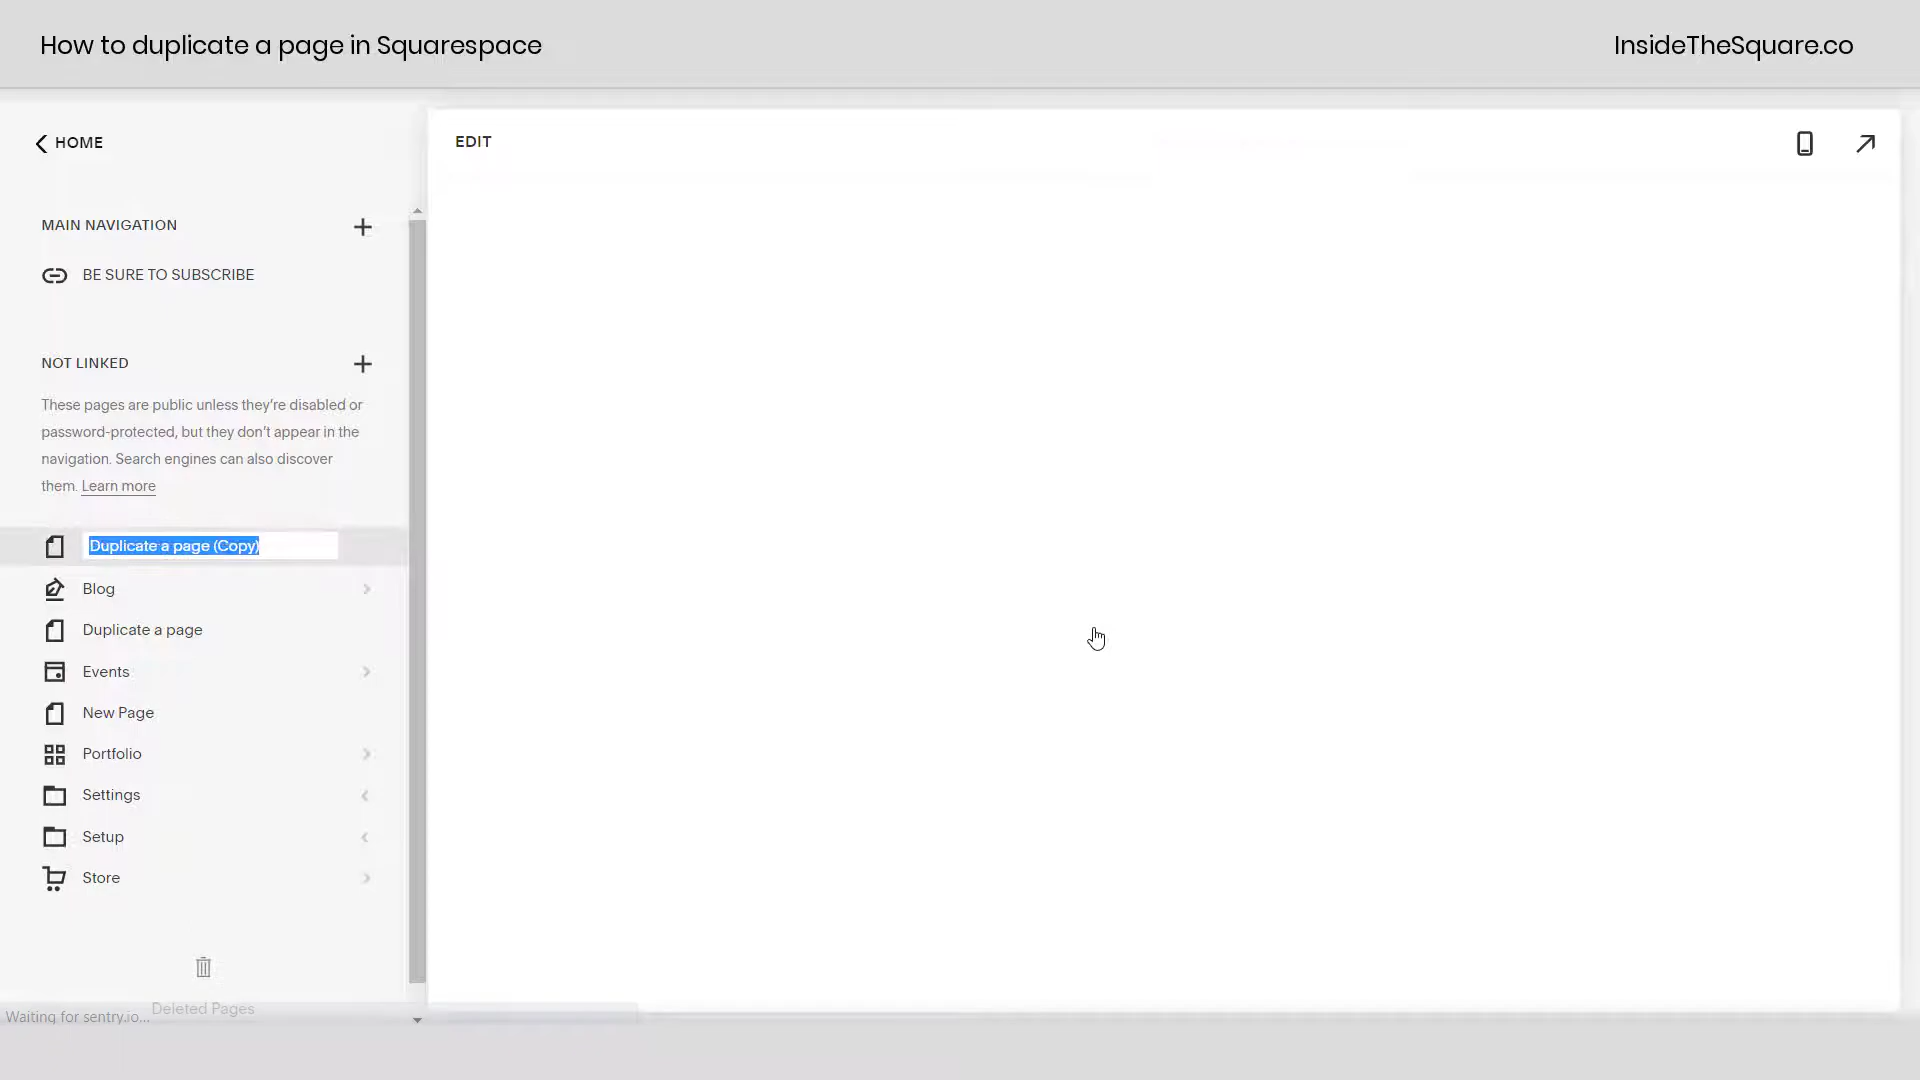 How to duplicate a page in Squarespace
InsideTheSquare.co
HOME
EDIT
MAIN NAVIGATION
BE SURE TO SUBSCRIBE
NOT LINKED
These pages are public unless they're disabled or
password-protected, but they don't appear in the
navigation. Search engines can also discover
them. Learn more
Duplicate a page (Copy)
Blog
Duplicate a page
Events
New Page
Portfolio
Settings
Setup
Store
Deleted Pages
Waiting for sentry.io...